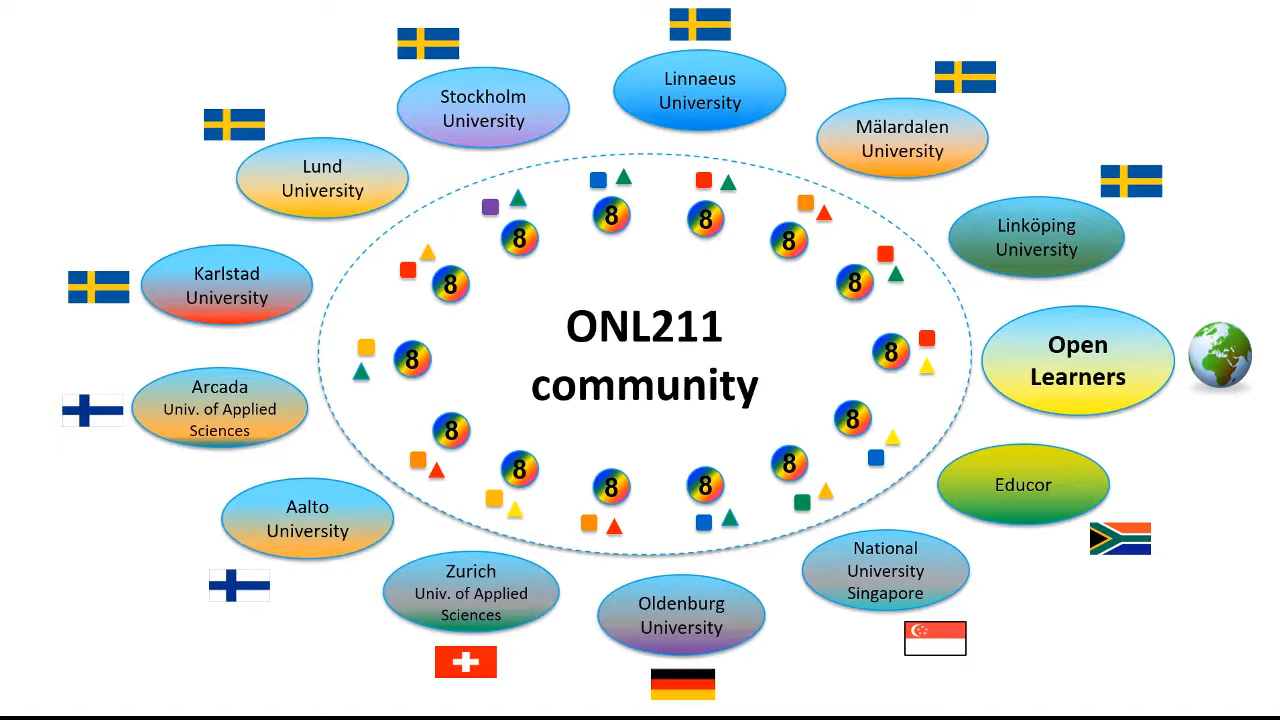 Linnaeus
University
Stockholm
University
Mälardalen
University
Lund
University
Linköping
University
Karlstad
University
Open
Learners
Arcada
Univ. of Applied
Sciences
Educor
Aalto
University
National
University
Singapore
Zurich
Univ. of Applied
Sciences
Oldenburg
University
ONL211
community
8
8
8
8
8
8
8
8
8
8
8
8
8
8